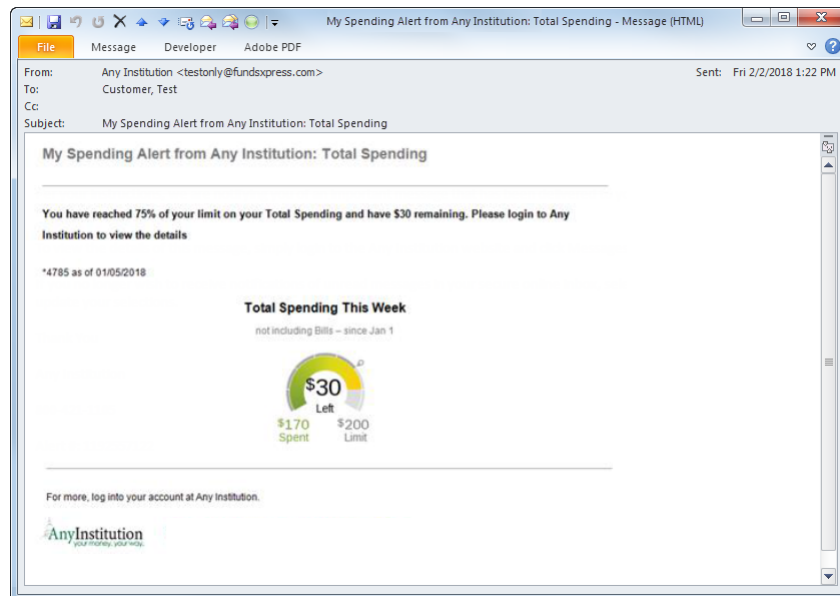 My Spending Alert from Any Institution: Total Spending - Message (HTML)
File Message Developer Adobe PDF
From: Any Institution <testonly@fundsxpress.com> Sent: Fri 2/2/2018 1:22 PM
To: Customer, Test
Cc:
Subject: My Spending Alert from Any Institution: Total Spending
My Spending Alert from Any Institution: Total Spending
You have reached 75% of your limit on your Total Spending and have $30 remaining. Please login to Any
Institution to view the details
*4785 as of 01/05/2018
Total Spending This Week
not including Bills – since Jan 1
$30
Left
$170 $200
Spent Limit
For more, log into your account at Any Institution.
AnyInstitution
your money, your way.